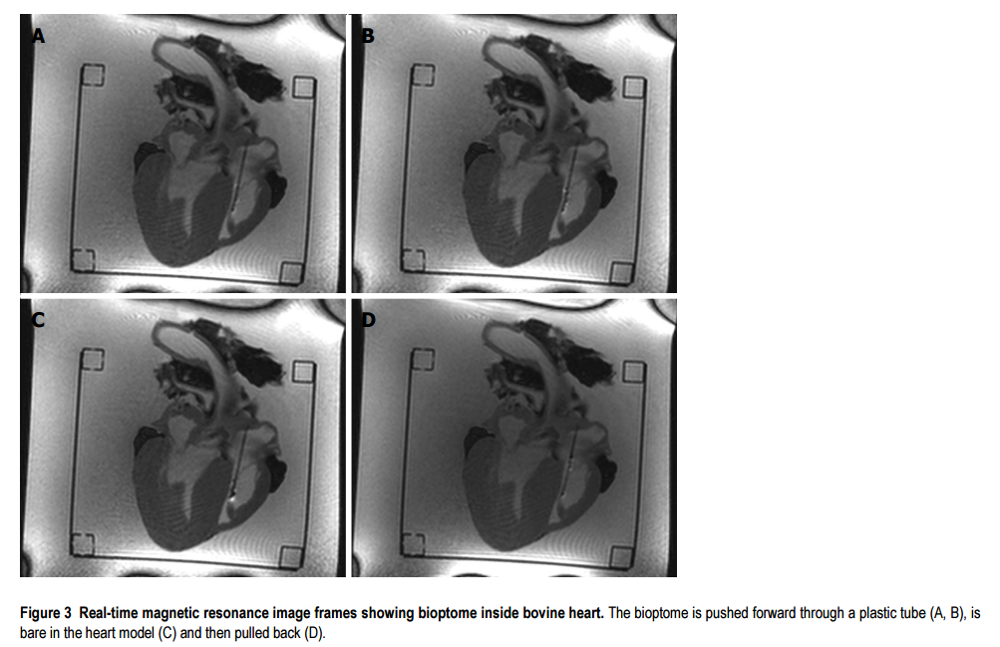 A
B
C
D
Figure 3 Real-time magnetic resonance image frames showing bioptome inside bovine heart. The bioptome is pushed forward through a plastic tube (A, B), is
bare in the heart model (C) and then pulled back (D).